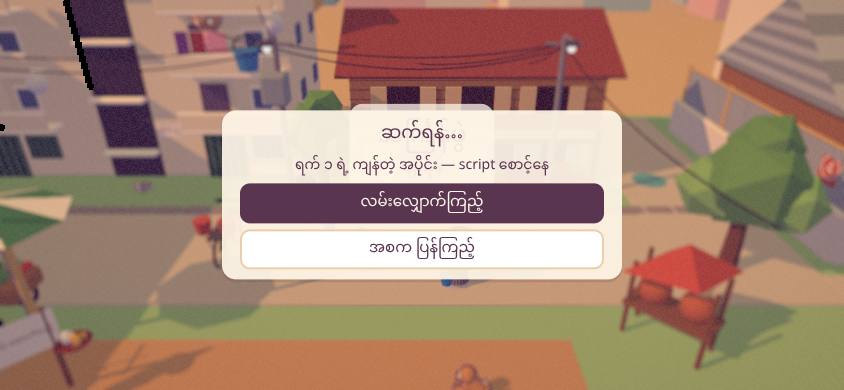 ဆက်ရန်...
ရက် ၁ ရဲ့ ကျန်တဲ့ အပိုင်း — script စောင့်နေ
လမ်းလျှောက်ကြည့်
အစက ပြန်ကြည့်